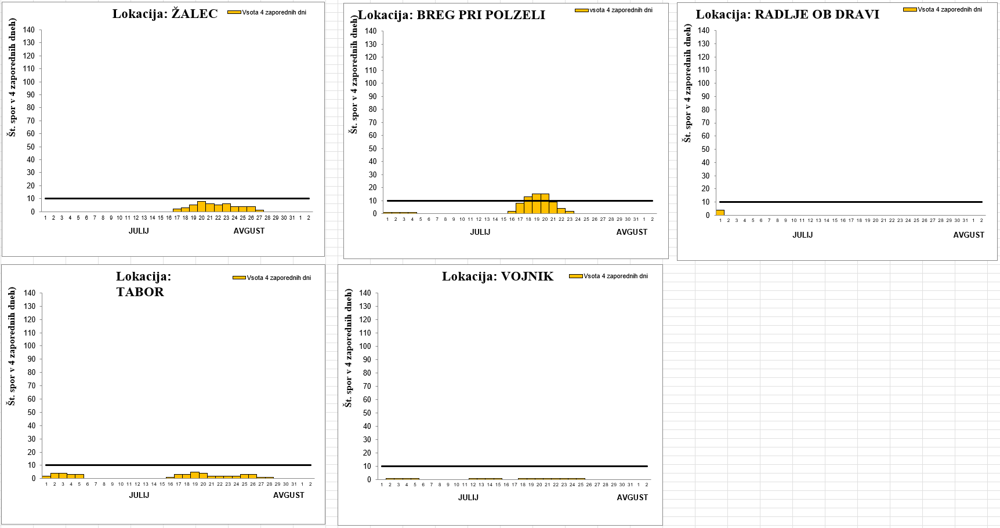 Lokacija: ŽALEC
Vsota 4 zaporednih dni
Št. spor v 4 zaporednih dneh)
140
130
120
110
100
90
80
70
60
50
40
30
20
10
0
1 2 3 4 5 6 7 8 9 10 11 12 13 14 15 16 17 18 19 20 21 22 23 24 25 26 27 28 29 30 31 1 2
JULIJ AVGUST
Lokacija: BREG PRI POLZELI
vsota 4 zaporednih dni
Št. spor v 4 zaporednih dneh)
140
130
120
110
100
90
80
70
60
50
40
30
20
10
0
1 2 3 4 5 6 7 8 9 10 11 12 13 14 15 16 17 18 19 20 21 22 23 24 25 26 27 28 29 30 31 1 2
JULIJ AVGUST
Lokacija: RADLJE OB DRAVI
Vsota 4 zaporednih dni
Št. spor v 4 zaporednih dneh)
140
130
120
110
100
90
80
70
60
50
40
30
20
10
0
1 2 3 4 5 6 7 8 9 10 11 12 13 14 15 16 17 18 19 20 21 22 23 24 25 26 27 28 29 30 31 1 2
JULIJ AVGUST
Lokacija:
TABOR
Vsota 4 zaporednih dni
Št. spor v 4 zaporednih dneh)
140
130
120
110
100
90
80
70
60
50
40
30
20
10
0
1 2 3 4 5 6 7 8 9 10 11 12 13 14 15 16 17 18 19 20 21 22 23 24 25 26 27 28 29 30 31 1 2
JULIJ AVGUST
Lokacija: VOJNIK
Vsota 4 zaporednih dni
Št. spor v 4 zaporednih dneh)
140
130
120
110
100
90
80
70
60
50
40
30
20
10
0
1 2 3 4 5 6 7 8 9 10 11 12 13 14 15 16 17 18 19 20 21 22 23 24 25 26 27 28 29 30 31 1 2
JULIJ AVGUST